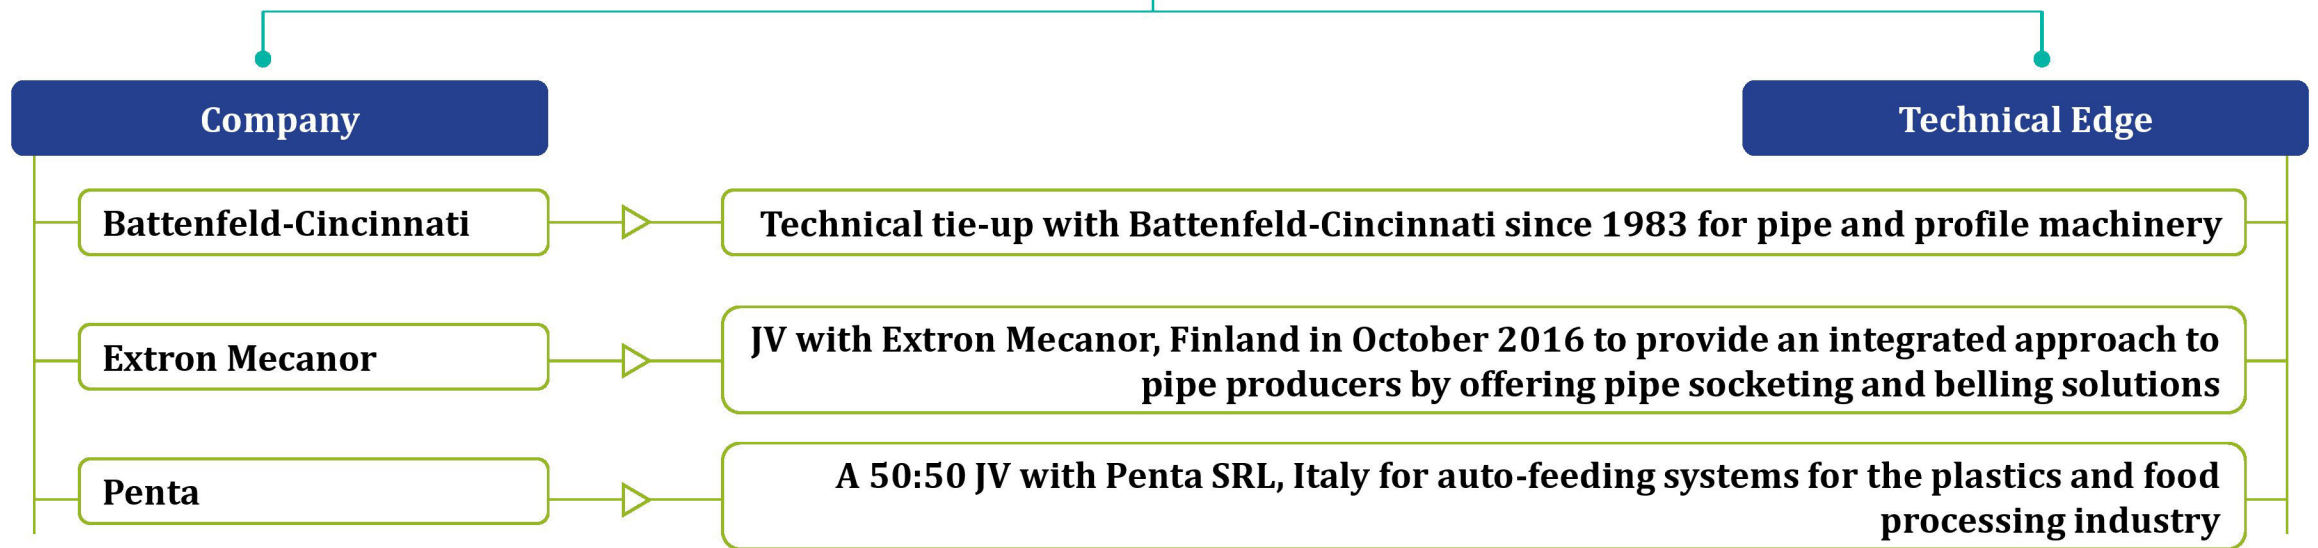 Company
Technical Edge
Battenfeld-Cincinnati
Technical tie-up with Battenfeld-Cincinnati since 1983 for pipe and profile machinery
Extron Mecanor
JV with Extron Mecanor, Finland in October 2016 to provide an integrated approach to
pipe producers by offering pipe socketing and belling solutions
Penta
A 50:50 JV with Penta SRL, Italy for auto-feeding systems for the plastics and food
processing industry